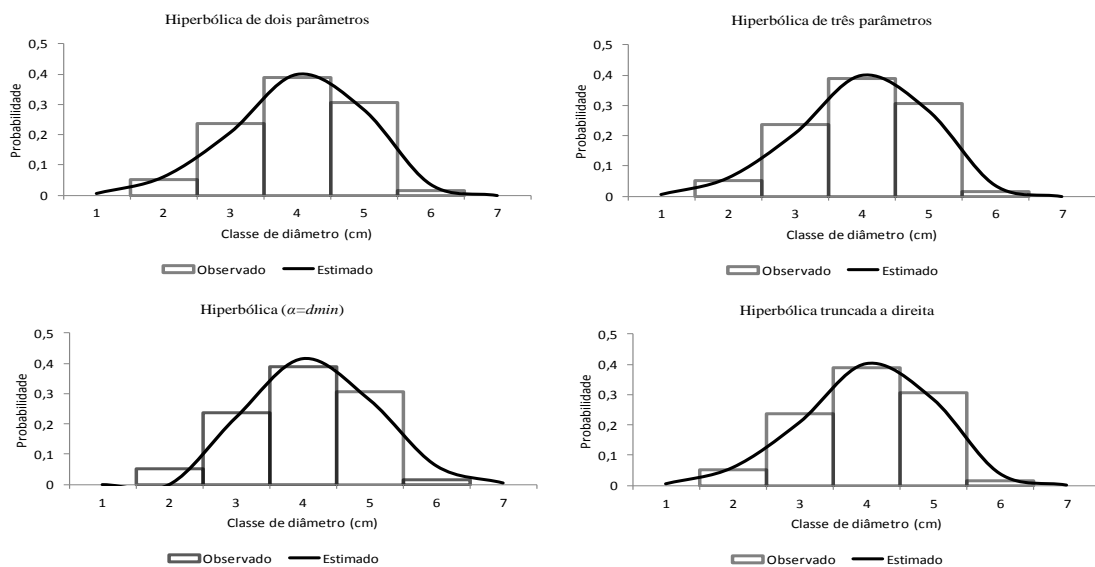 Hiperbólica de dois parâmetros
0,5
0,4
0,3
0,2
0,1
0
Probabilidade
1 2 3 4 5 6 7
Classe de diâmetro (cm)
Observado Estimado
Hiperbólica de três parâmetros
0,5
0,4
0,3
0,2
0,1
0
Probabilidade
1 2 3 4 5 6 7
Classe de diâmetro (cm)
Observado Estimado
Hiperbólica (α=dmin)
0,5
0,4
0,3
0,2
0,1
0
Probabilidade
1 2 3 4 5 6 7
Classe de diâmetro (cm)
Observado Estimado
Hiperbólica truncada a direita
0,5
0,4
0,3
0,2
0,1
0
Probabilidade
1 2 3 4 5 6 7
Classe de diâmetro (cm)
Observado Estimado